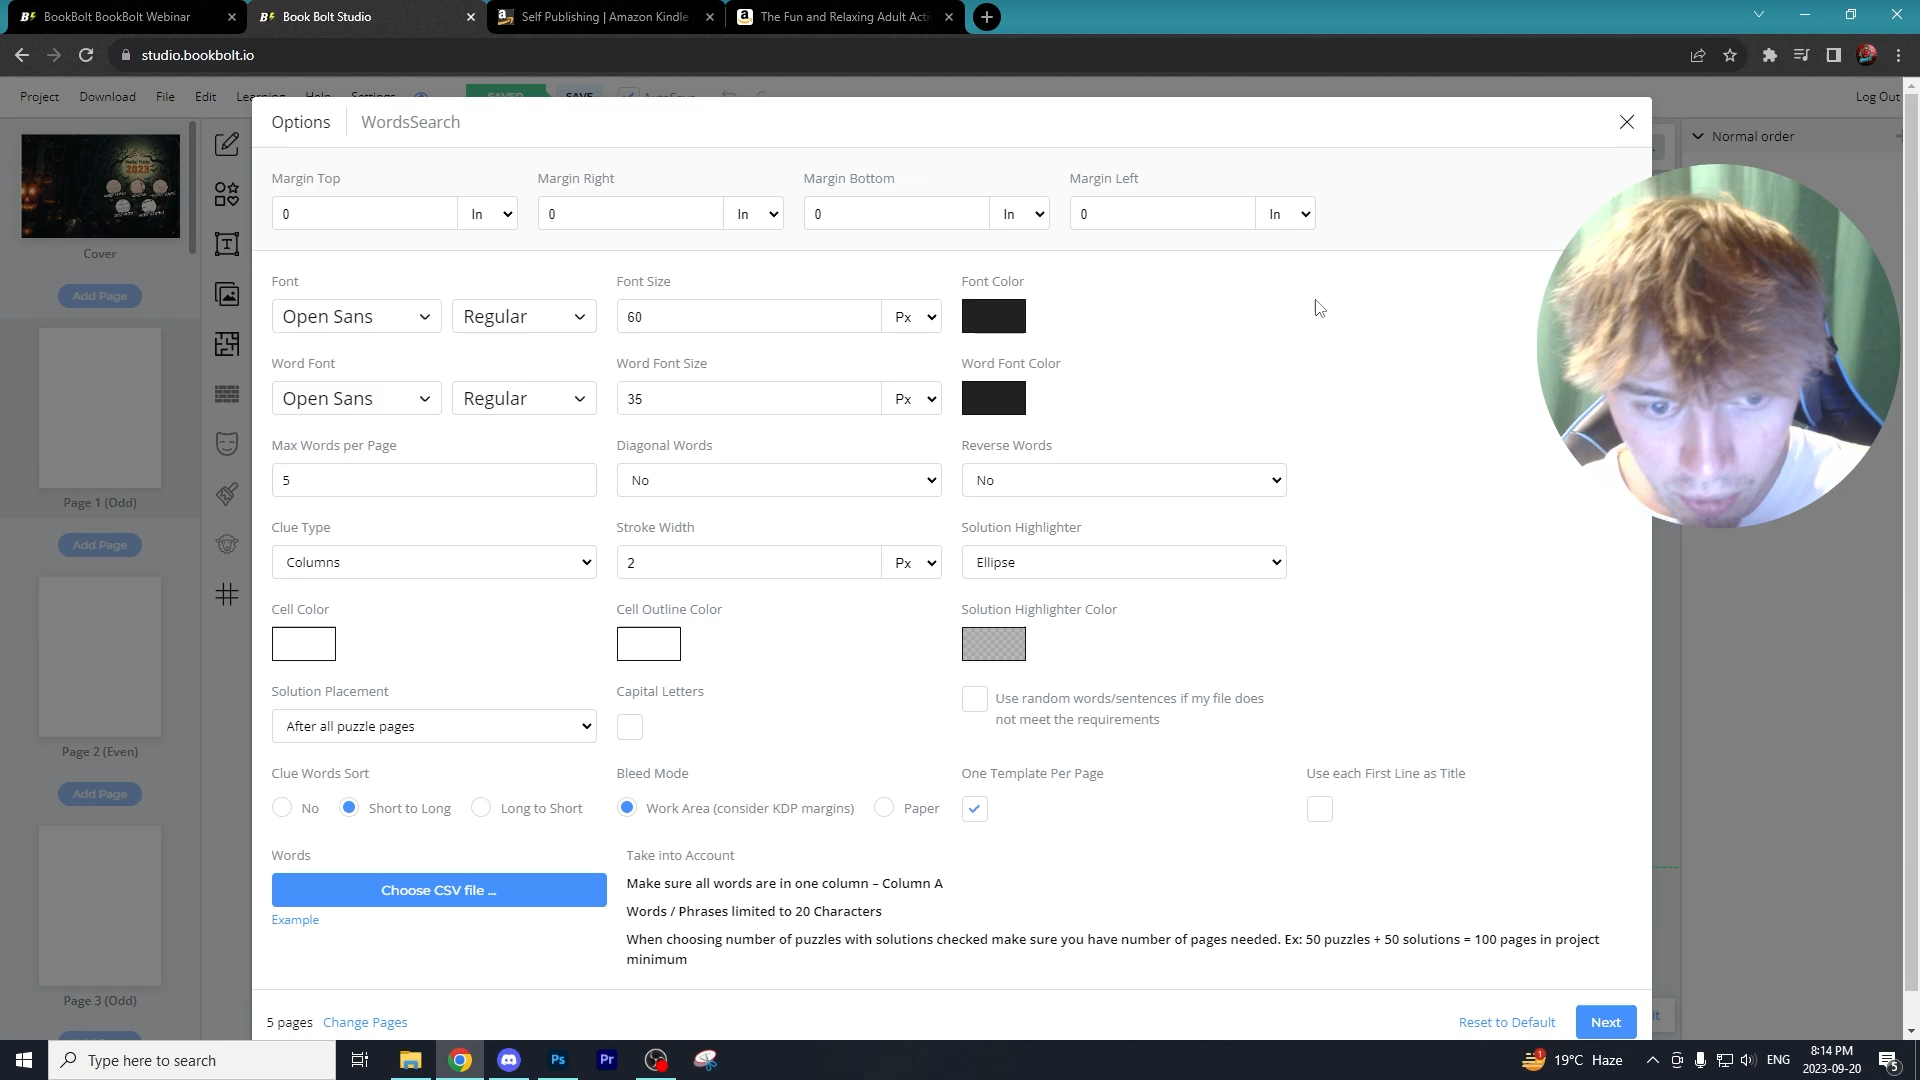 BookBolt BookBolt Webinar
Book Bolt Studio
Self Publishing | Amazon Kindle
The Fun and Relaxing Adult Acti
studio.bookbolt.io
Project
Download
File
Edit
Learning
Help
Settings
SAVED
SAVE
AutoSave
Log Out
Options
WordsSearch
Normal order
Margin Top
Margin Right
Margin Bottom
Margin Left
0 In
0 In
0 In
0 In
2023
Cover
Add Page
Font
Font Size
Font Color
Open Sans
Regular
60 Px
Word Font
Word Font Size
Word Font Color
Open Sans
Regular
35 Px
Max Words per Page
Diagonal Words
Reverse Words
5
No
No
Page 1 (Odd)
Add Page
Clue Type
Stroke Width
Solution Highlighter
Columns
2 Px
Ellipse
Cell Color
Cell Outline Color
Solution Highlighter Color
Solution Placement
Capital Letters
Use random words/sentences if my file does
not meet the requirements
After all puzzle pages
Page 2 (Even)
Add Page
Clue Words Sort
Bleed Mode
One Template Per Page
Use each First Line as Title
No
Short to Long
Long to Short
Work Area (consider KDP margins)
Paper
Words
Take into Account
Choose CSV file ...
Make sure all words are in one column – Column A
Example
Words / Phrases limited to 20 Characters
When choosing number of puzzles with solutions checked make sure you have number of pages needed. Ex: 50 puzzles + 50 solutions = 100 pages in project
minimum
Page 3 (Odd)
5 pages
Change Pages
Reset to Default
Next
Type here to search
Ps
Pr
19°C Haze
ENG
8:14 PM
2023-09-20
5